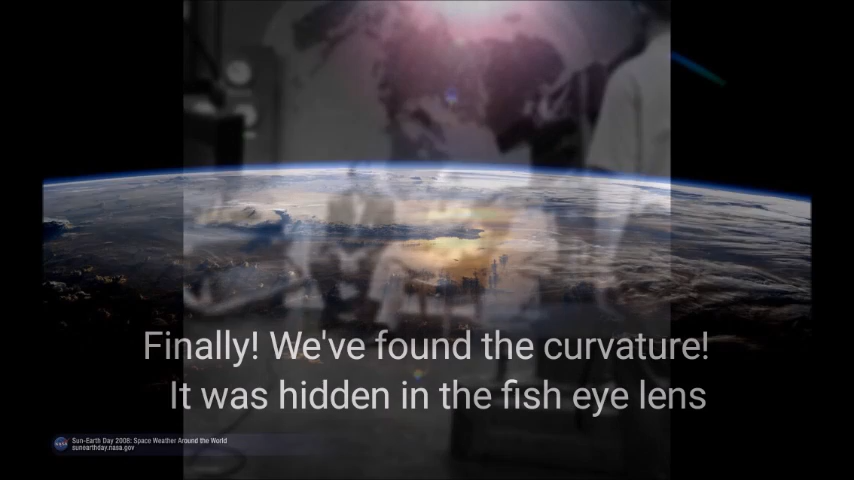 Finally! We've found the curvature!
It was hidden in the fish eye lens
NASA
Sun-Earth Day 2008: Space Weather Around the World
sunearthday.nasa.gov